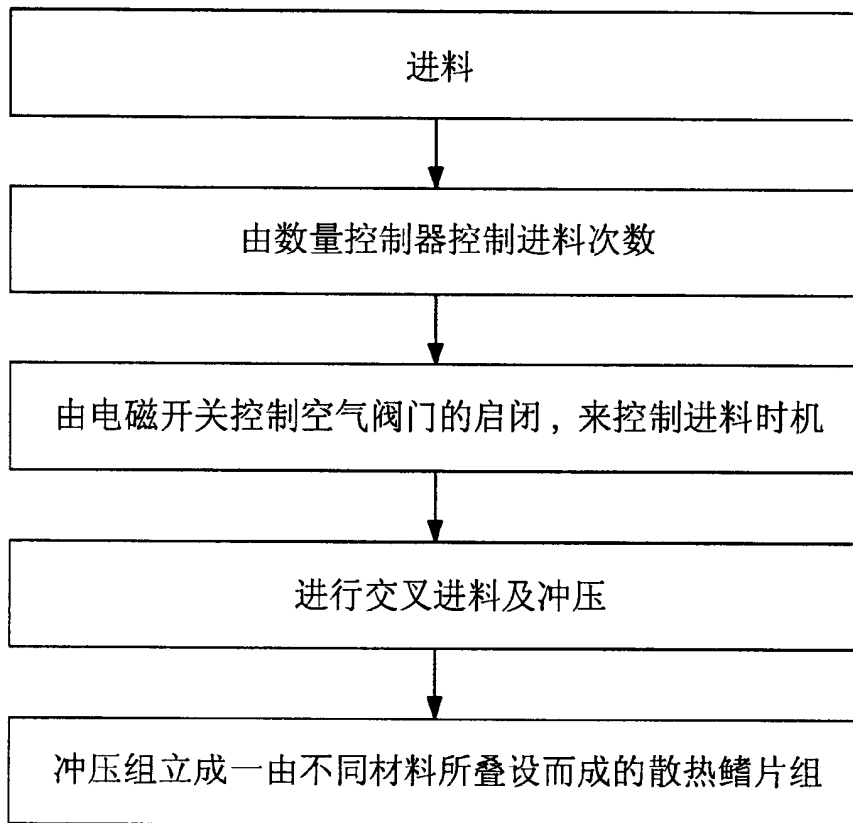 进料
由数量控制器控制进料次数
由电磁开关控制空气阀门的启闭，来控制进料时机
进行交叉进料及冲压
冲压组立成一由不同材料所叠设而成的散热鳍片组